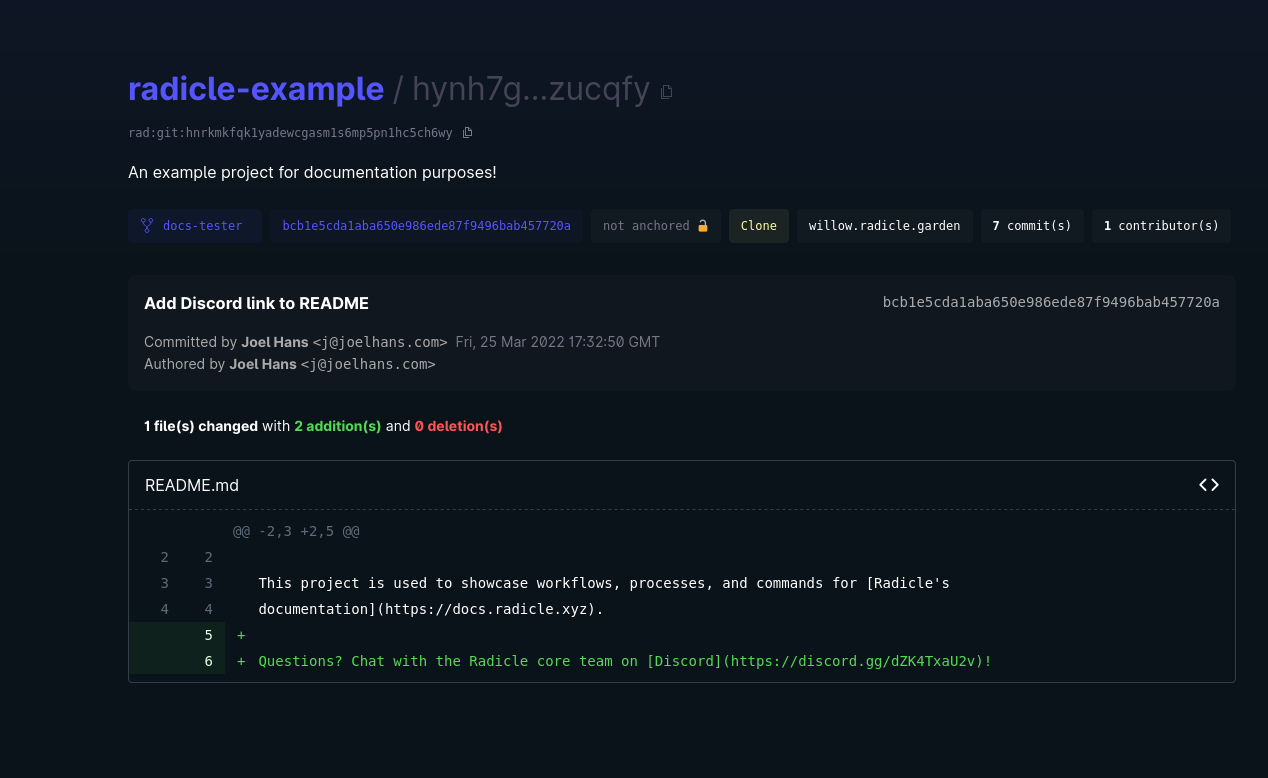 radicle-example / hynh7g...zucqfy
rad:git:hnrkmkfqk1yadewcgasm1s6mp5pn1hc5ch6wy
An example project for documentation purposes!
docs-tester bcb1e5cda1aba650e986ede87f9496bab457720a not anchored Clone willow.radicle.garden 7 commit(s) 1 contributor(s)
Add Discord link to README bcb1e5cda1aba650e986ede87f9496bab457720a
Committed by Joel Hans <j@joelhans.com> Fri, 25 Mar 2022 17:32:50 GMT
Authored by Joel Hans <j@joelhans.com>
1 file(s) changed with 2 addition(s) and 0 deletion(s)
README.md
@@ -2,3 +2,5 @@
2 2
3 3 This project is used to showcase workflows, processes, and commands for [Radicle's
4 4 documentation](https://docs.radicle.xyz).
5 +
6 + Questions? Chat with the Radicle core team on [Discord](https://discord.gg/dZK4TxaU2v)!